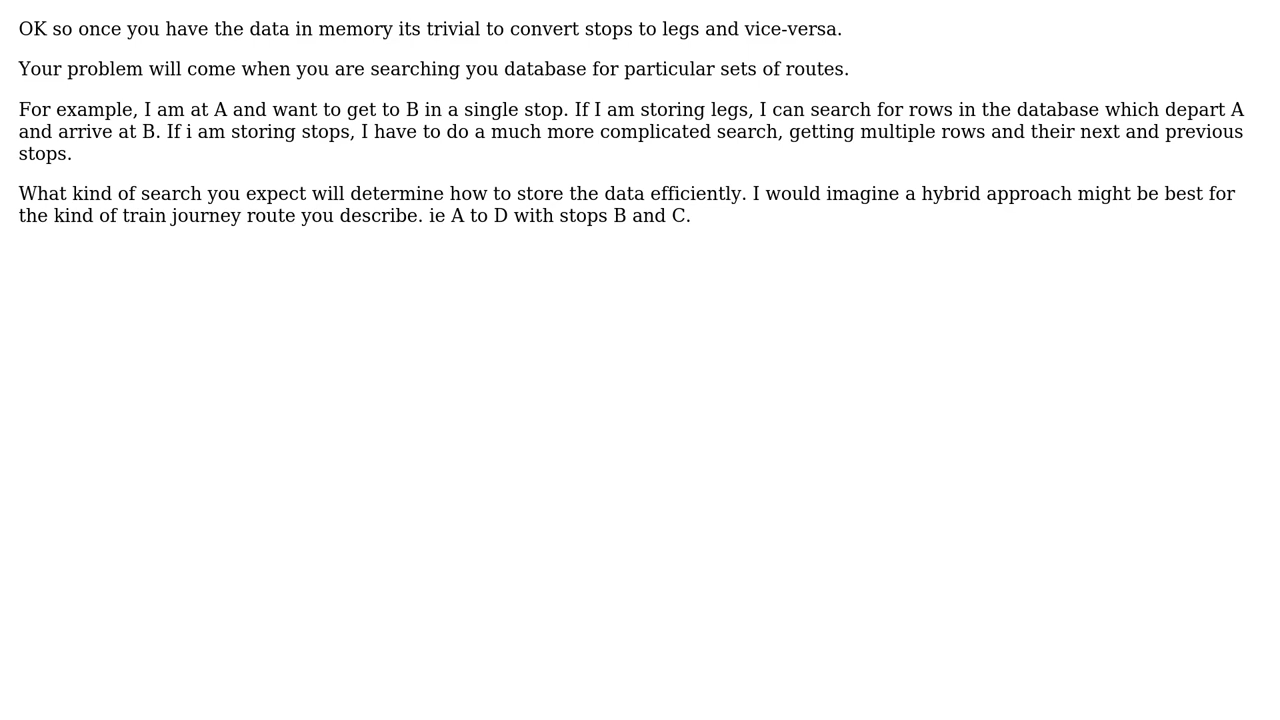 OK so once you have the data in memory its trivial to convert stops to legs and vice-versa.
Your problem will come when you are searching you database for particular sets of routes.
For example, I am at A and want to get to B in a single stop. If I am storing legs, I can search for rows in the database which depart A
and arrive at B. If i am storing stops, I have to do a much more complicated search, getting multiple rows and their next and previous
stops.
What kind of search you expect will determine how to store the data efficiently. I would imagine a hybrid approach might be best for
the kind of train journey route you describe. ie A to D with stops B and C.